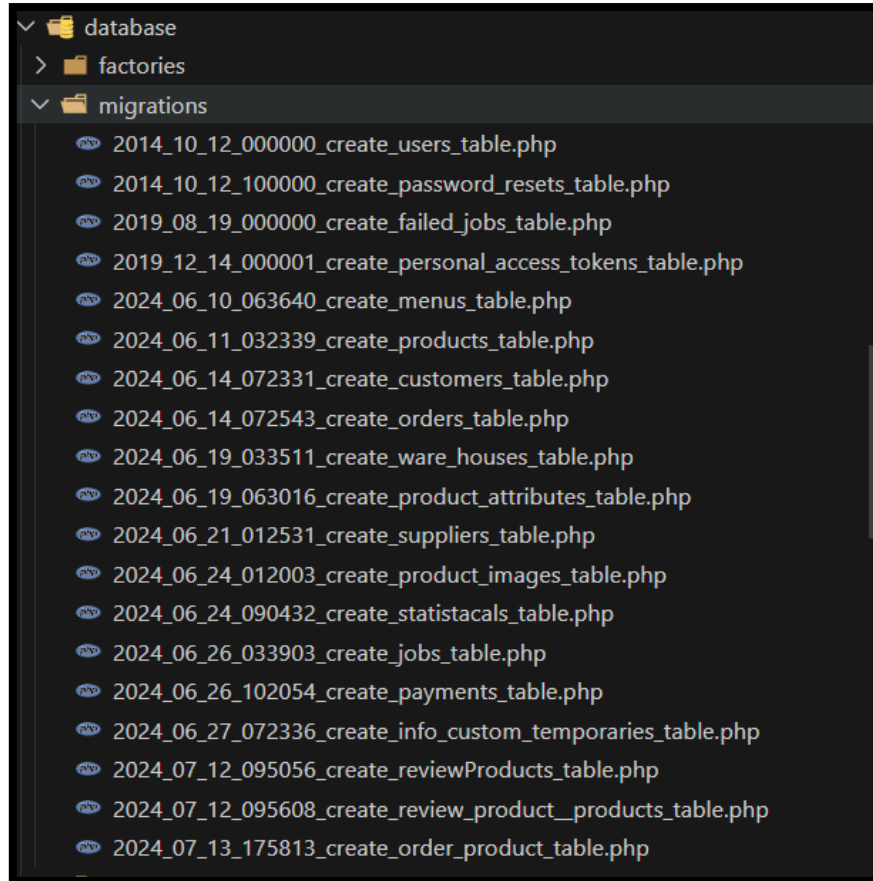 database
factories
migrations
2014_10_12_000000_create_users_table.php
2014_10_12_100000_create_password_resets_table.php
2019_08_19_000000_create_failed_jobs_table.php
2019_12_14_000001_create_personal_access_tokens_table.php
2024_06_10_063640_create_menus_table.php
2024_06_11_032339_create_products_table.php
2024_06_14_072331_create_customers_table.php
2024_06_14_072543_create_orders_table.php
2024_06_19_033511_create_ware_houses_table.php
2024_06_19_063016_create_product_attributes_table.php
2024_06_21_012531_create_suppliers_table.php
2024_06_24_012003_create_product_images_table.php
2024_06_24_090432_create_statistacals_table.php
2024_06_26_033903_create_jobs_table.php
2024_06_26_102054_create_payments_table.php
2024_06_27_072336_create_info_custom_temporaries_table.php
2024_07_12_095056_create_reviewProducts_table.php
2024_07_12_095608_create_review_product__products_table.php
2024_07_13_175813_create_order_product_table.php